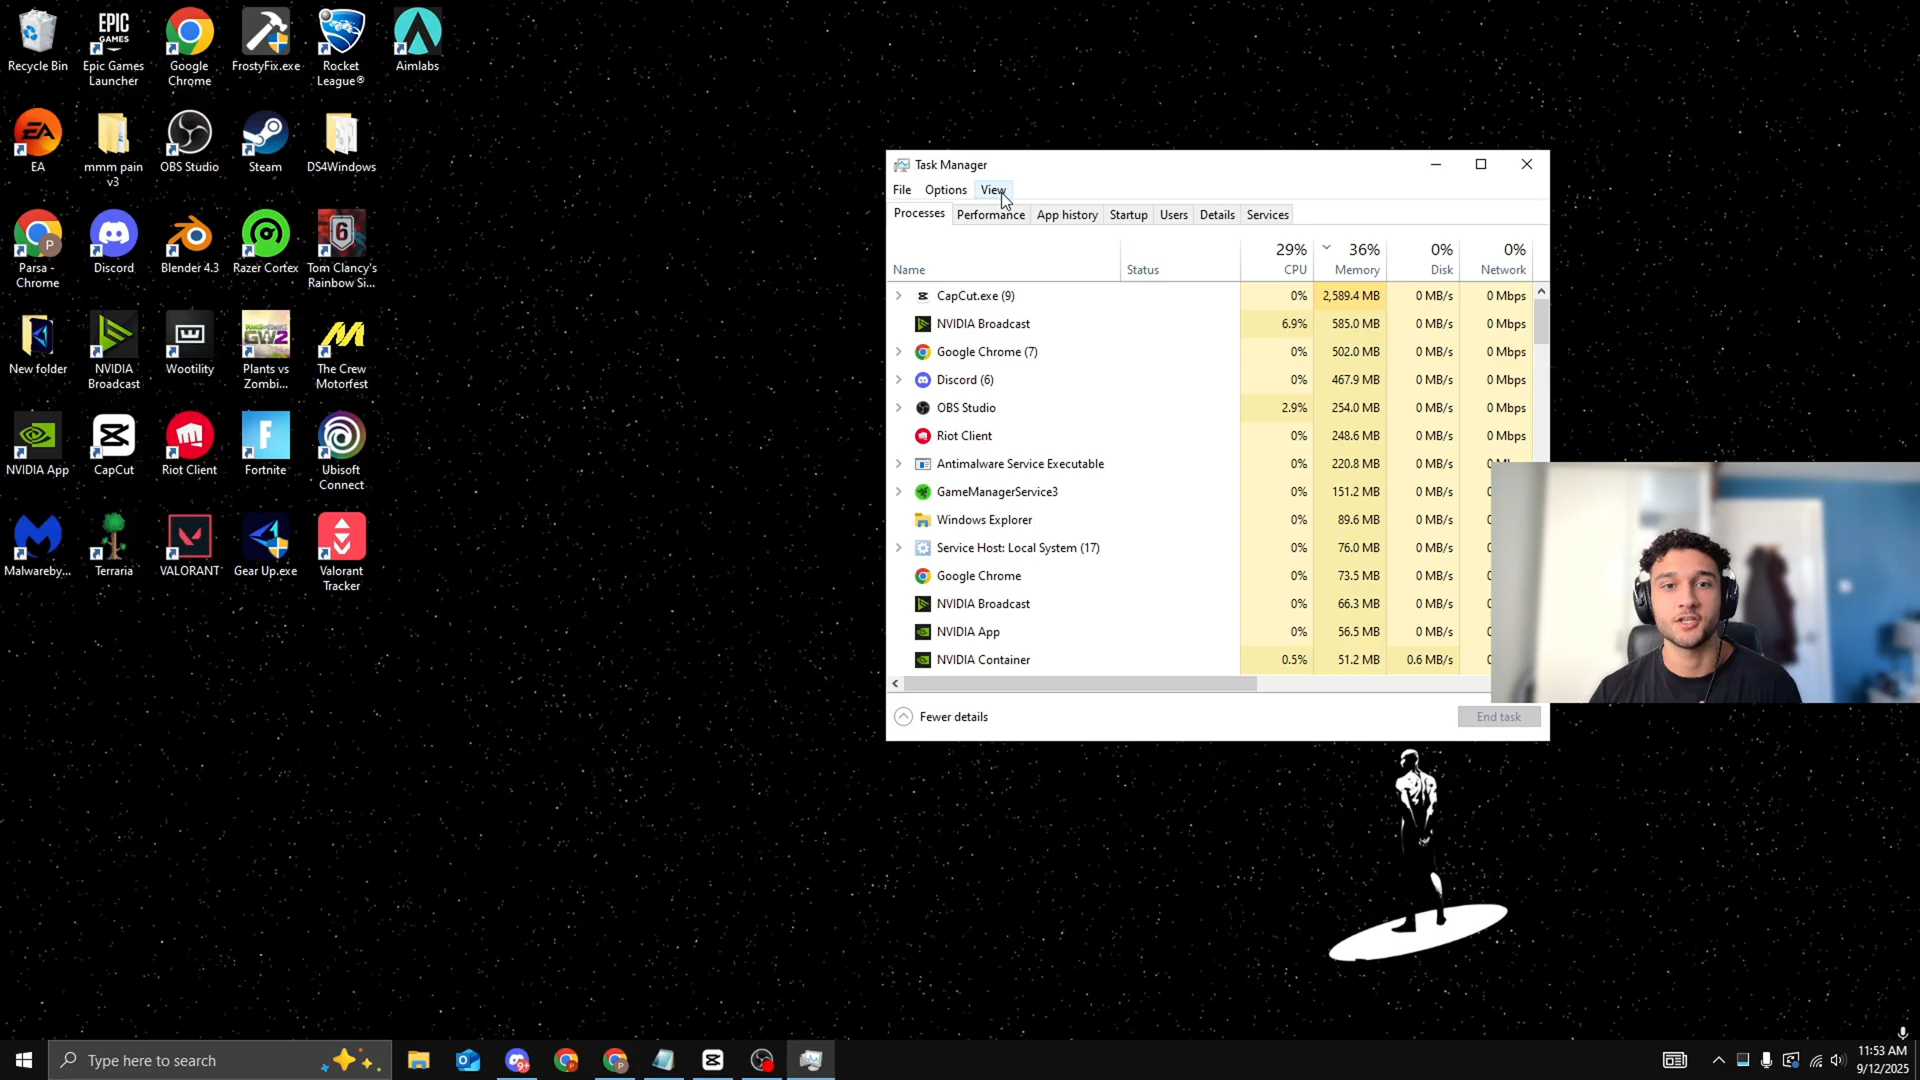 Recycle Bin
EPIC
GAMES
Epic Games
Launcher
Google
Chrome
FrostyFix.exe
Rocket
League®
Aimlabs
EA
EA
mmm pain
v3
OBS Studio
Steam
DS4Windows
P
Parsa -
Chrome
Discord
Blender 4.3
Razer Cortex
6
Tom Clancy's
Rainbow Si...
New folder
NVIDIA
Broadcast
Wootility
GW2
Plants vs
Zombi...
The Crew
Motorfest
NVIDIA App
CapCut
Riot Client
F
Fortnite
Ubisoft
Connect
Malwareby...
Terraria
VALORANT
Gear Up.exe
Valorant
Tracker
Task Manager
File Options View
Processes Performance App history Startup Users Details Services
29% 36% 0% 0%
Name Status CPU Memory Disk Network
CapCut.exe (9) 0% 2,589.4 MB 0 MB/s 0 Mbps
NVIDIA Broadcast 6.9% 585.0 MB 0 MB/s 0 Mbps
Google Chrome (7) 0% 502.0 MB 0 MB/s 0 Mbps
Discord (6) 0% 467.9 MB 0 MB/s 0 Mbps
OBS Studio 2.9% 254.0 MB 0 MB/s 0 Mbps
Riot Client 0% 248.6 MB 0 MB/s 0 Mbps
Antimalware Service Executable 0% 220.8 MB 0 MB/s 0
GameManagerService3 0% 151.2 MB 0 MB/s
Windows Explorer 0% 89.6 MB 0 MB/s
Service Host: Local System (17) 0% 76.0 MB 0 MB/s
Google Chrome 0% 73.5 MB 0 MB/s
NVIDIA Broadcast 0% 66.3 MB 0 MB/s
NVIDIA App 0% 56.5 MB 0 MB/s
NVIDIA Container 0.5% 51.2 MB 0.6 MB/s
Fewer details End task
Type here to search
9+
P
11:53 AM
9/12/2025